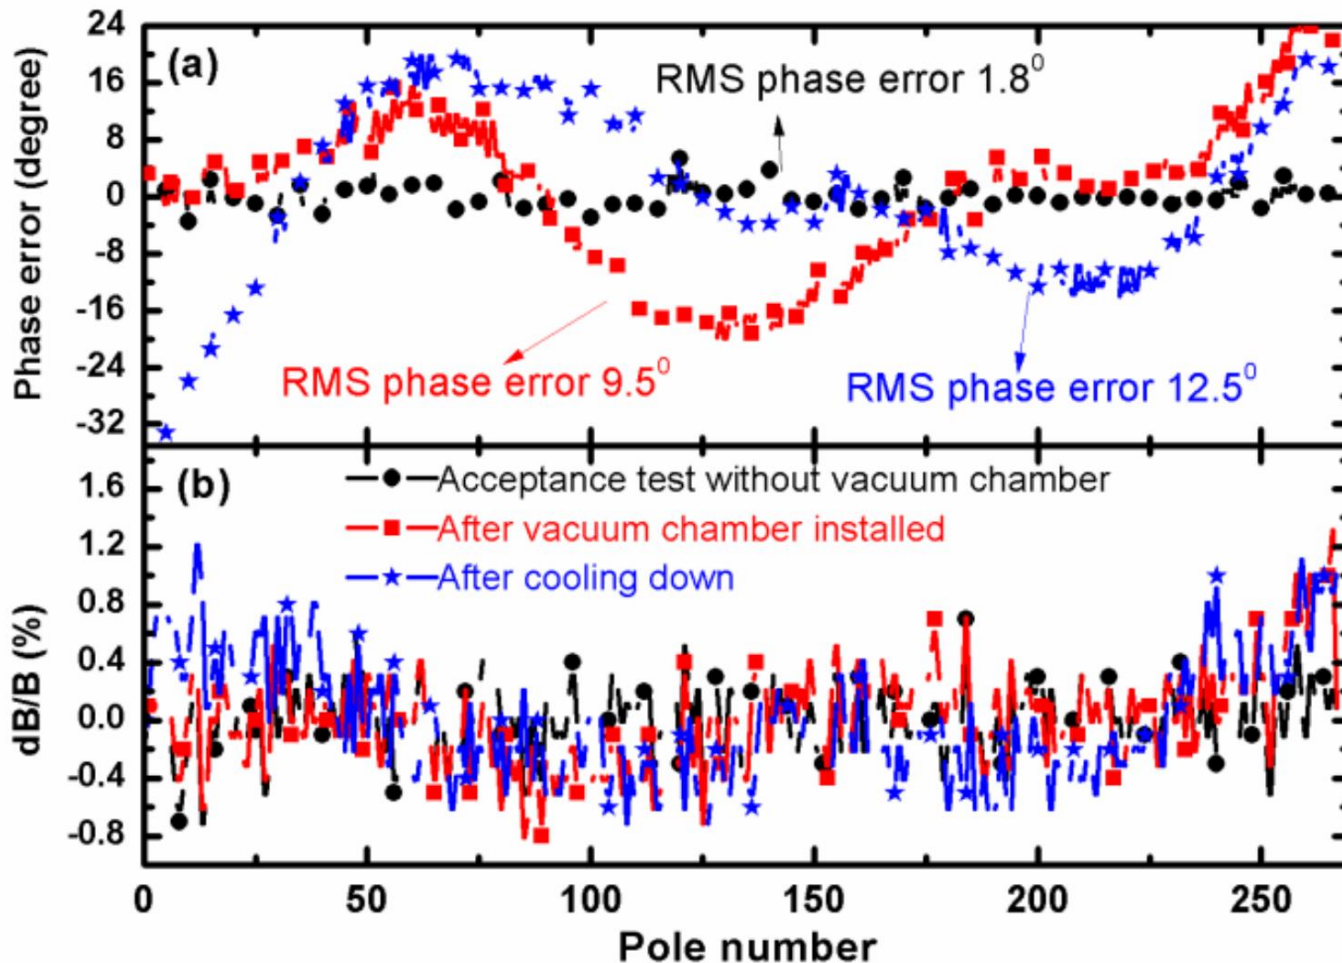 Phase error (degree)
24
16
8
0
-8
-16
-24
-32
(a)
RMS phase error 1.8⁰
RMS phase error 9.5⁰
RMS phase error 12.5⁰
dB/B (%)
1.6
1.2
0.8
0.4
0.0
-0.4
-0.8
(b)
Acceptance test without vacuum chamber
After vacuum chamber installed
After cooling down
0 50 100 150 200 250
Pole number